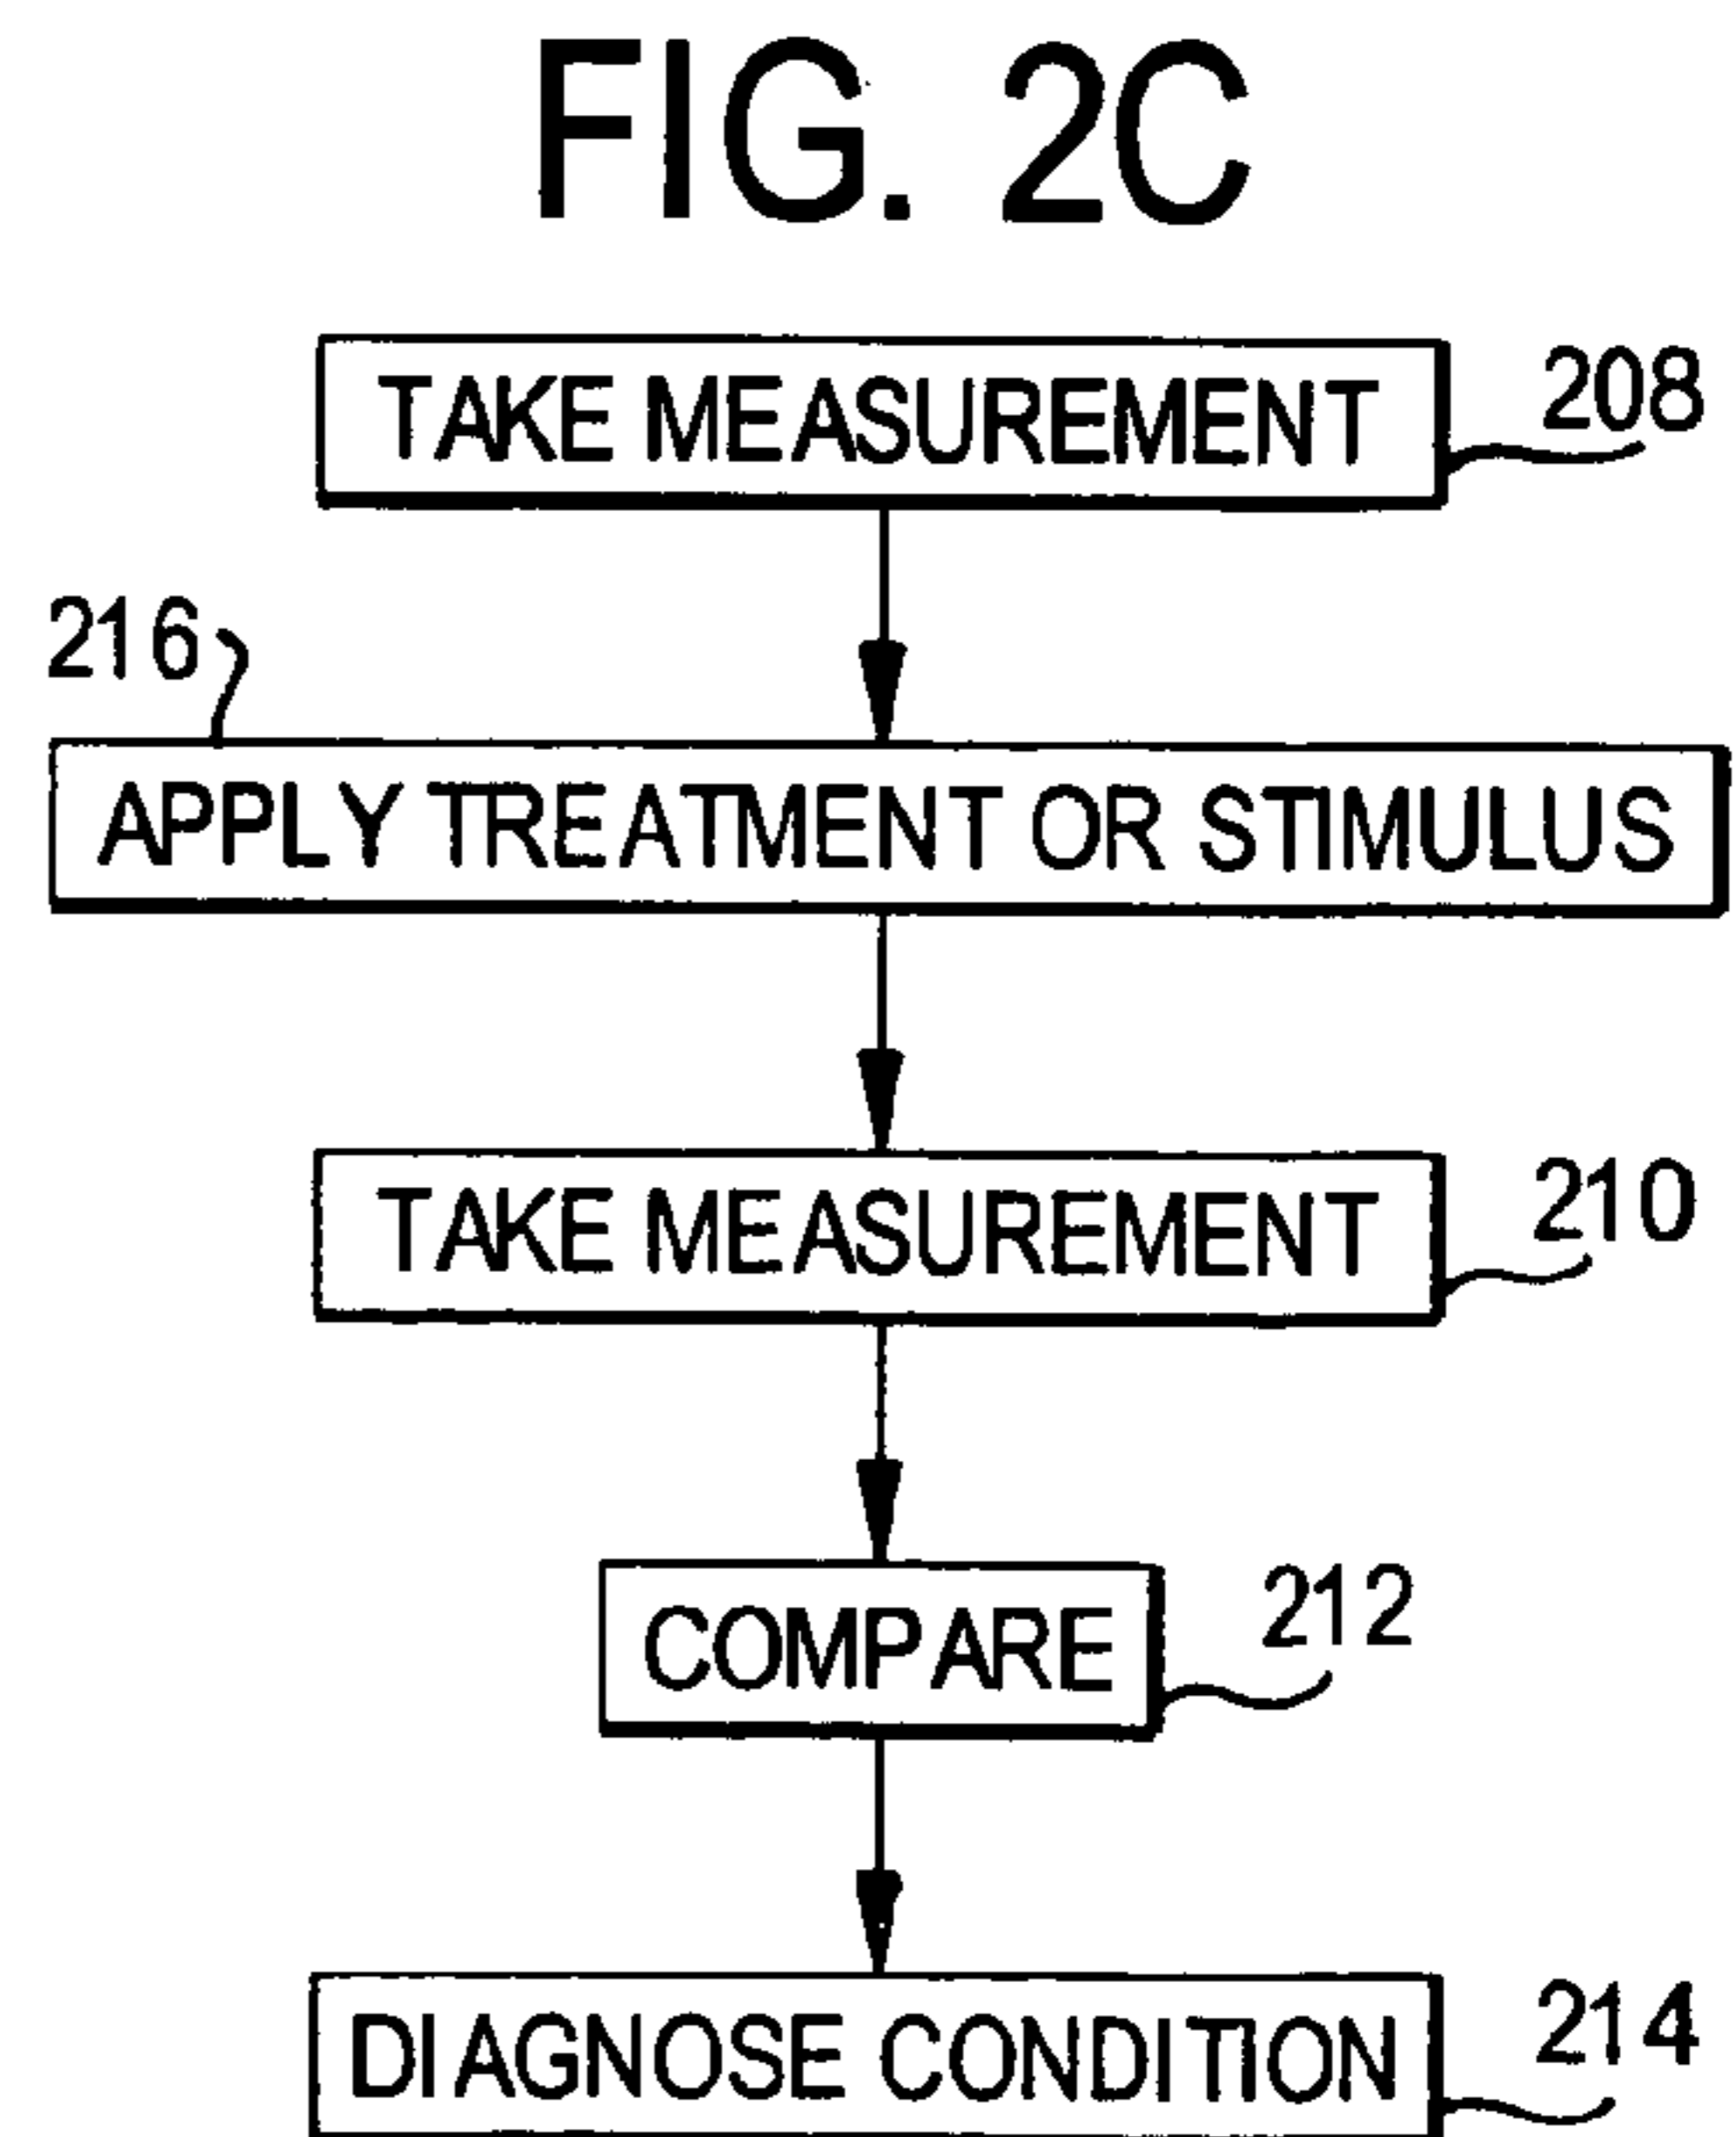 FIG. 2C
TAKE MEASUREMENT
208
216
APPLY TREATMENT OR STIMULUS
TAKE MEASUREMENT
210
COMPARE
212
DIAGNOSE CONDITION
214